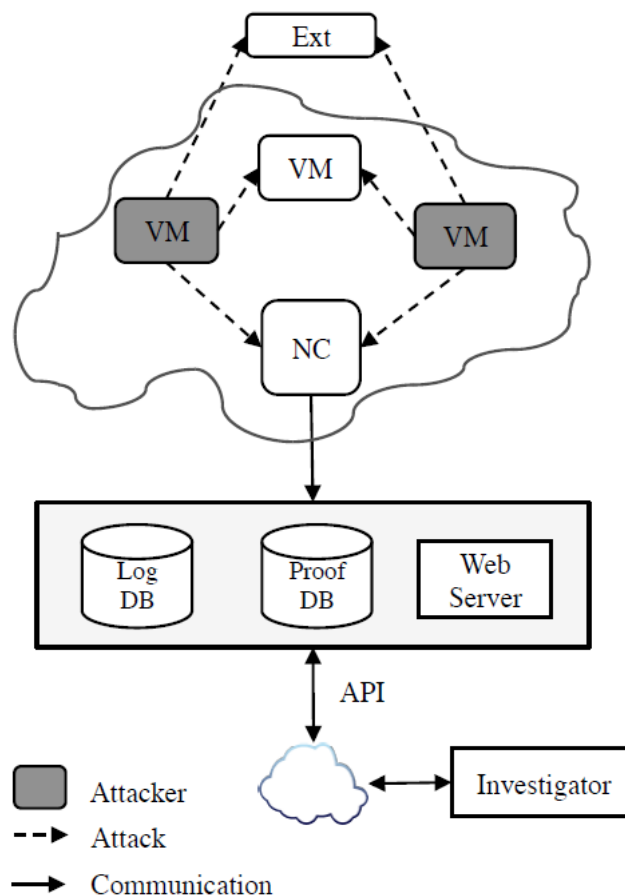 Ext
VM
VM
VM
NC
Log
DB
Proof
DB
Web
Server
API
Investigator
Attacker
Attack
Communication